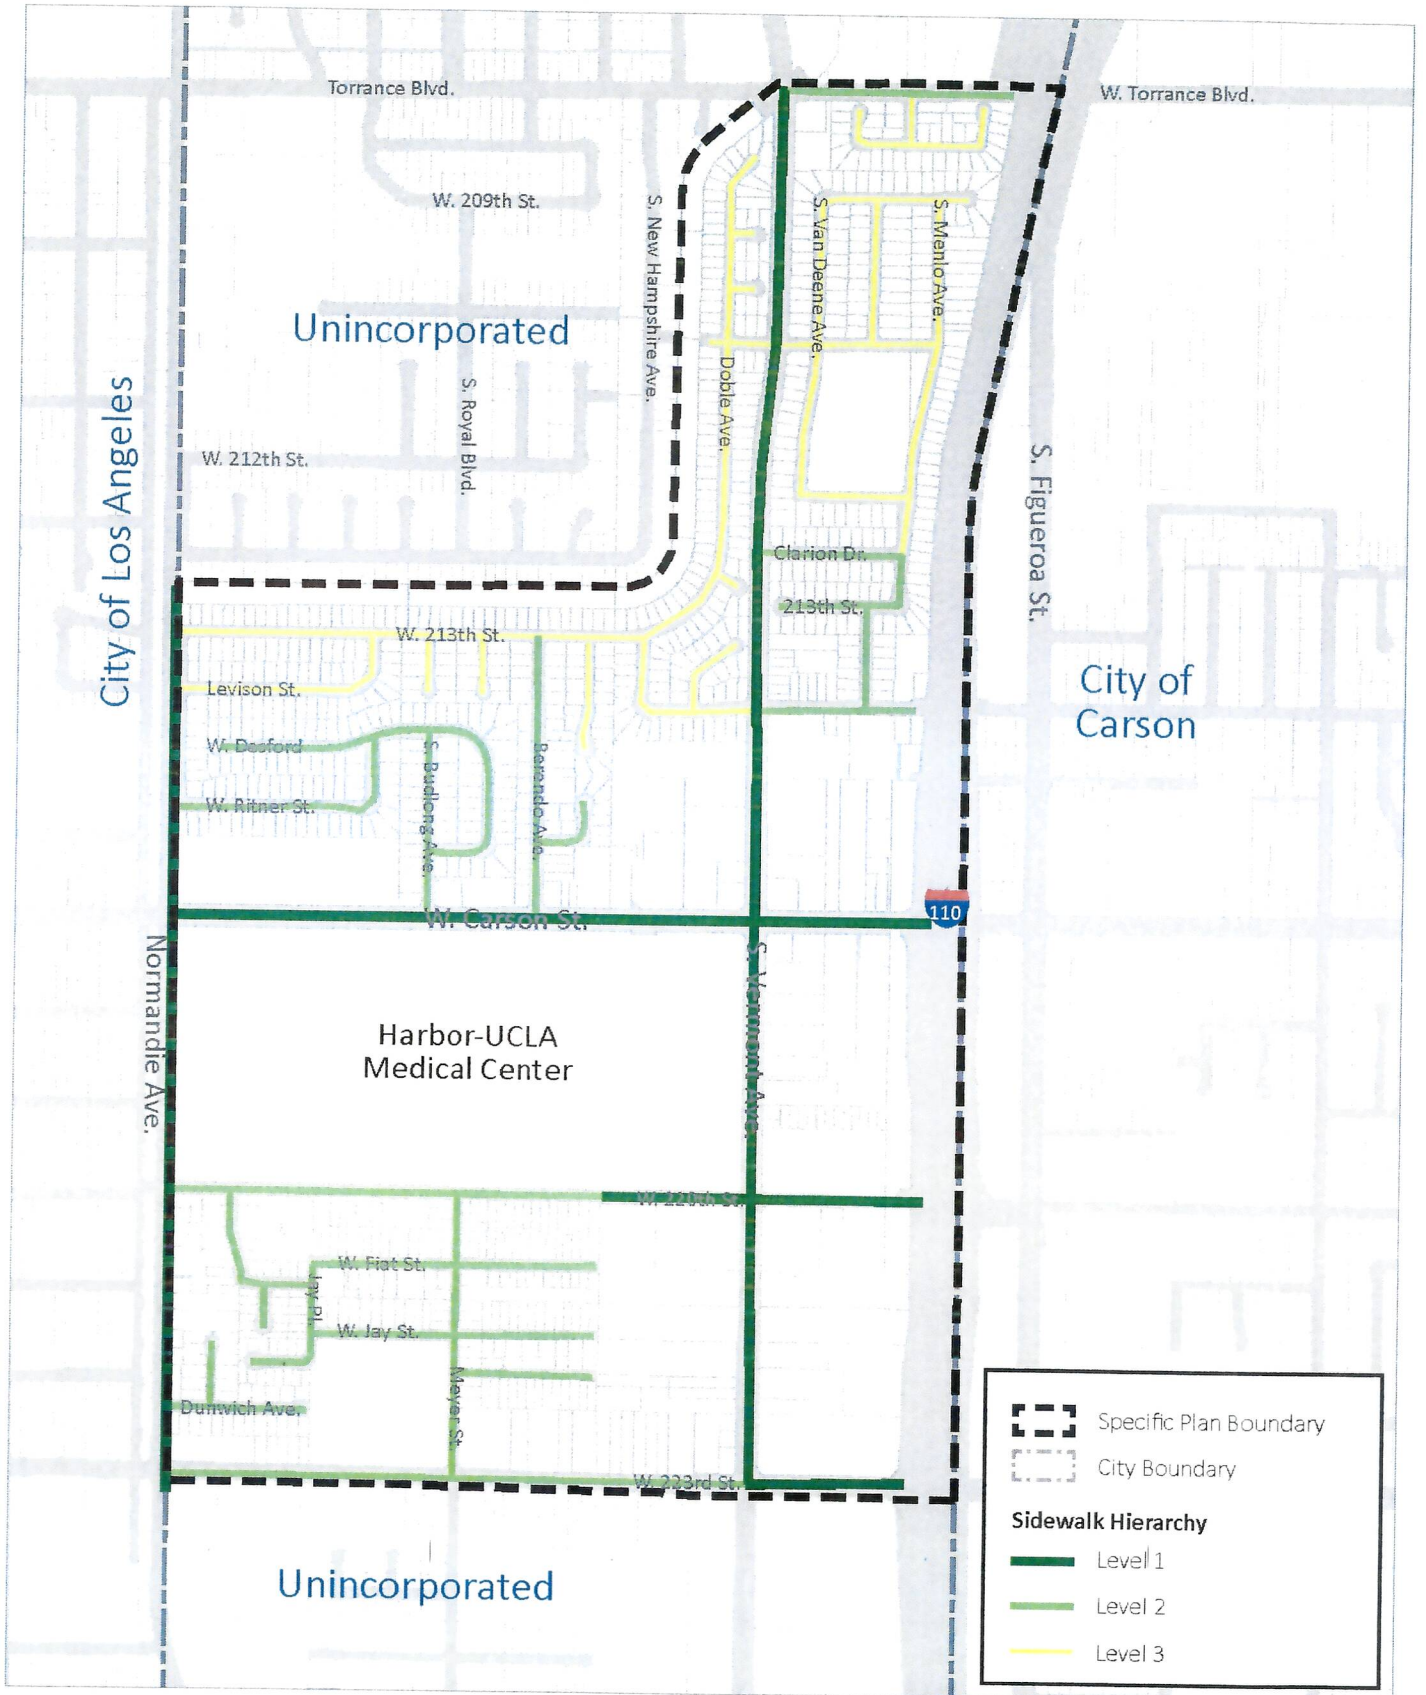 Torrance Blvd.
W. Torrance Blvd.
W. 209th St.
S. New Hampshire Ave.
S. Van Deene Ave.
S. Menlo Ave.
Unincorporated
S. Royal Blvd.
Doble Ave.
City of Los Angeles
W. 212th St.
S. Figueroa St.
Clarion Dr.
213th St.
W. 213th St.
Levison St.
City of
Carson
W. Desford
S. Budlong Ave.
Berendo Ave.
W. Ritner St.
110
W. Carson St.
Normandie Ave.
S. Vermont Ave.
Harbor-UCLA
Medical Center
W. 220th St.
W. Fiat St.
Jay Pl.
W. Jay St.
Meyer St.
Dunwich Ave.
W. 223rd St.
Unincorporated
Specific Plan Boundary
City Boundary
Sidewalk Hierarchy
Level 1
Level 2
Level 3